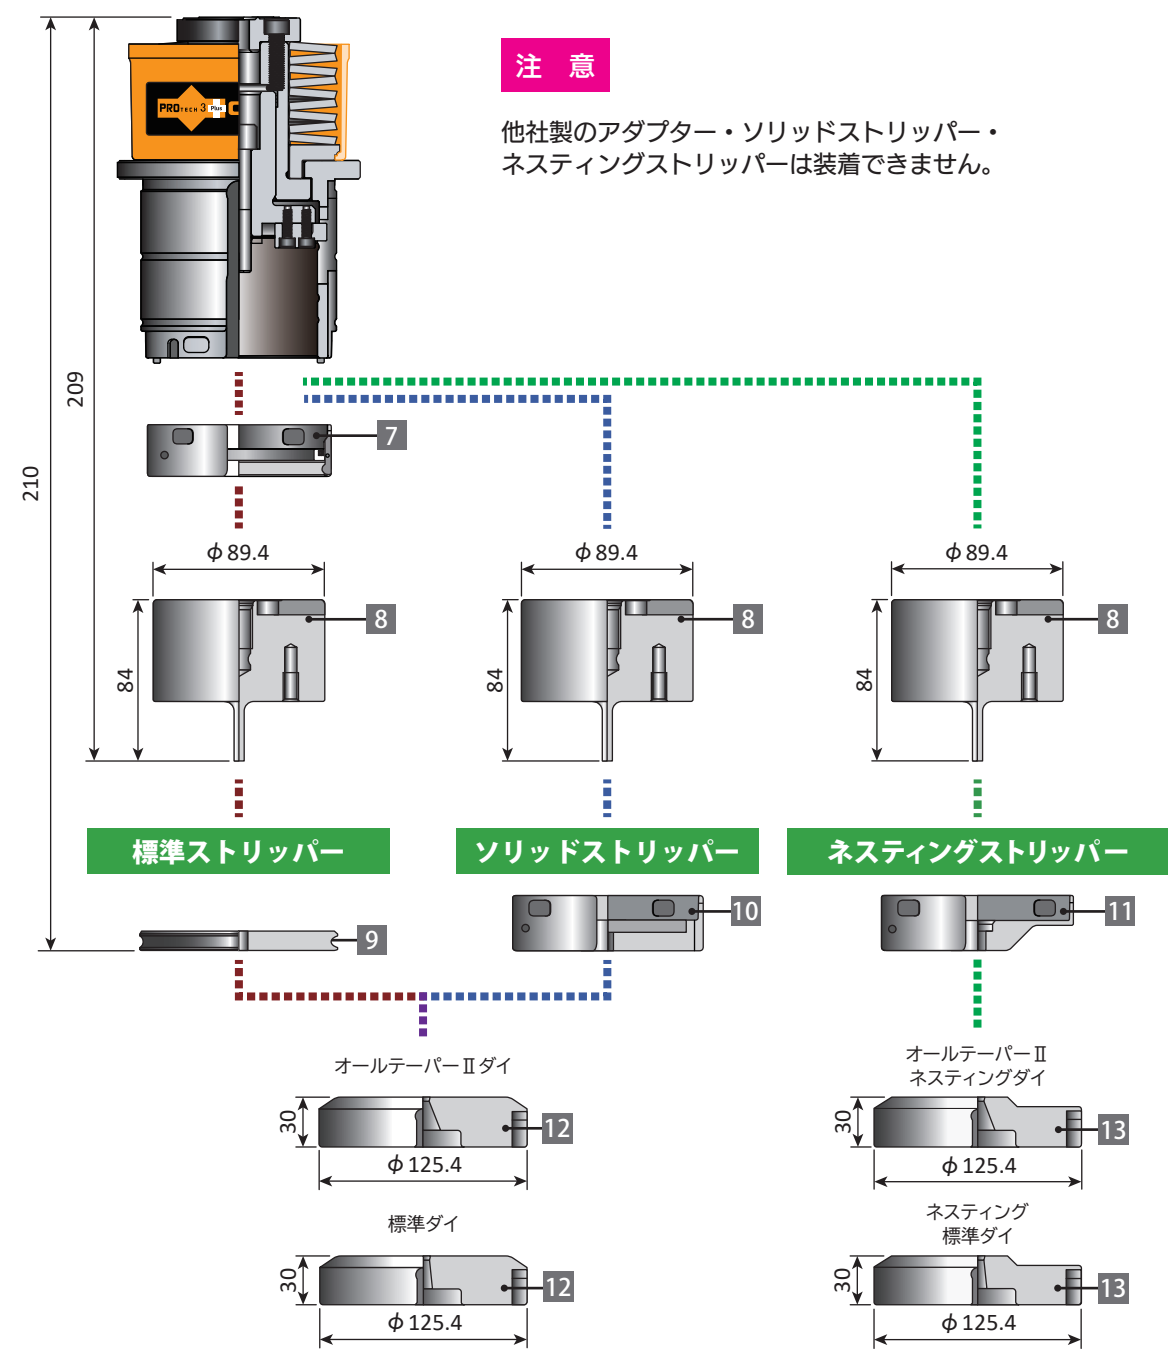 注 意
他社製のアダプター・ソリッドストリッパー・
ネスティングストリッパーは装着できません。
PROTECH 3 Plus
209
210
7
φ89.4
φ89.4
φ89.4
8
8
8
84
84
84
標準ストリッパー
ソリッドストリッパー
ネスティングストリッパー
9
10
11
オールテーパーⅡダイ
30
12
φ125.4
標準ダイ
30
12
φ125.4
オールテーパーⅡ
ネスティングダイ
30
13
φ125.4
ネスティング
標準ダイ
30
13
φ125.4